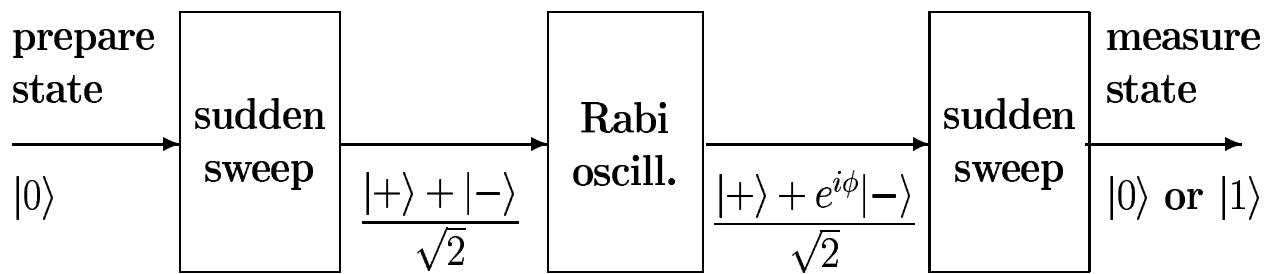 prepare
state
|0⟩
sudden
sweep
|+⟩ + |−⟩
√2
Rabi
oscill.
|+⟩ + e^{iϕ}|−⟩
√2
sudden
sweep
measure
state
|0⟩ or |1⟩